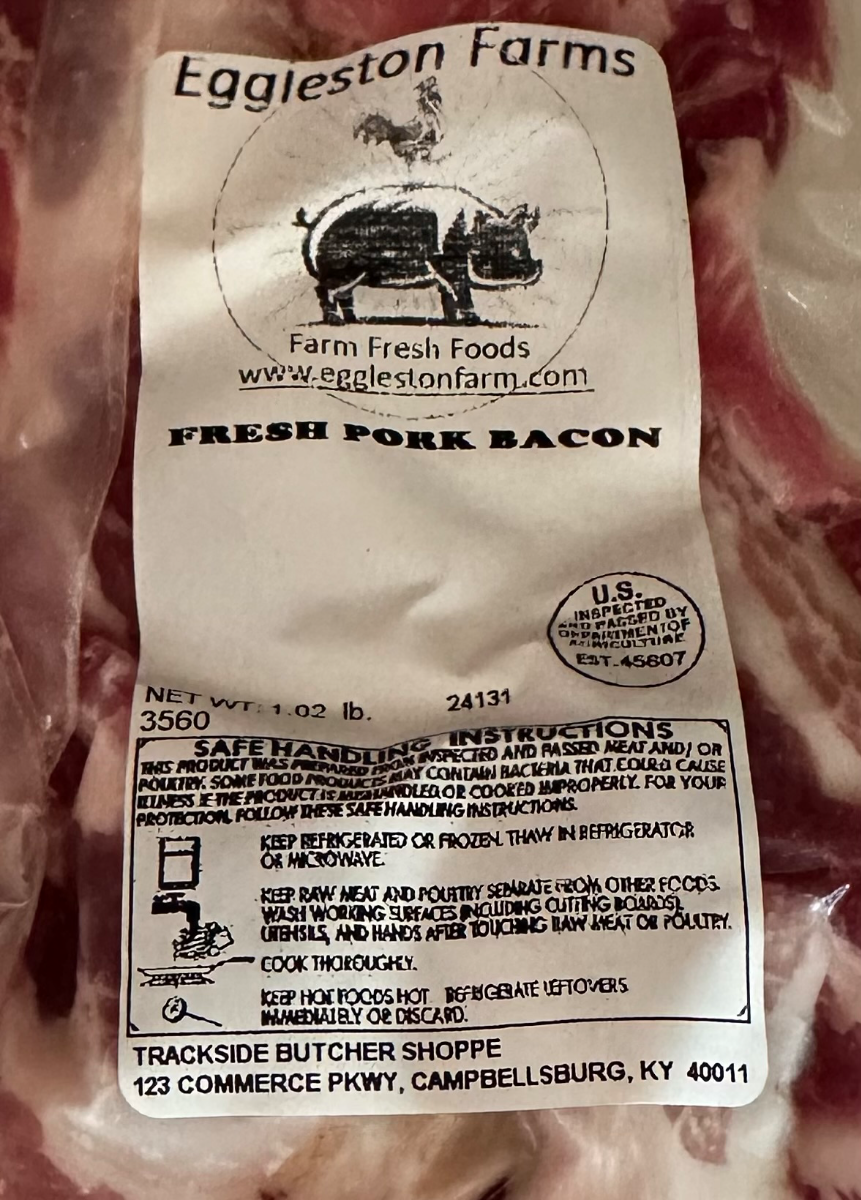 Eggleston Farms
Farm Fresh Foods
www.egglestonfarm.com
FRESH PORK BACON
U.S.
INSPECTED
AND PASSED BY
DEPARTMENT OF
AGRICULTURE
EST. 45807
NET WT: 1.02 lb.
24131
3560
SAFE HANDLING INSTRUCTIONS
THIS PRODUCT WAS PREPARED FROM INSPECTED AND PASSED MEAT AND/ OR
POULTRY. SOME FOOD PRODUCTS MAY CONTAIN BACTERIA THAT COULD CAUSE
ILLNESS IF THE PRODUCT IS MISHANDLED OR COOKED IMPROPERLY. FOR YOUR
PROTECTION, FOLLOW THESE SAFE HANDLING INSTRUCTIONS.
KEEP REFRIGERATED OR FROZEN. THAW IN REFRIGERATOR
OR MICROWAVE.
KEEP RAW MEAT AND POULTRY SEPARATE FROM OTHER FOODS.
WASH WORKING SURFACES (INCLUDING CUTTING BOARDS),
UTENSILS, AND HANDS AFTER TOUCHING RAW MEAT OR POULTRY.
COOK THOROUGHLY.
KEEP HOT FOODS HOT. REFRIGERATE LEFTOVERS
IMMEDIATELY OR DISCARD.
TRACKSIDE BUTCHER SHOPPE
123 COMMERCE PKWY, CAMPBELLSBURG, KY 40011